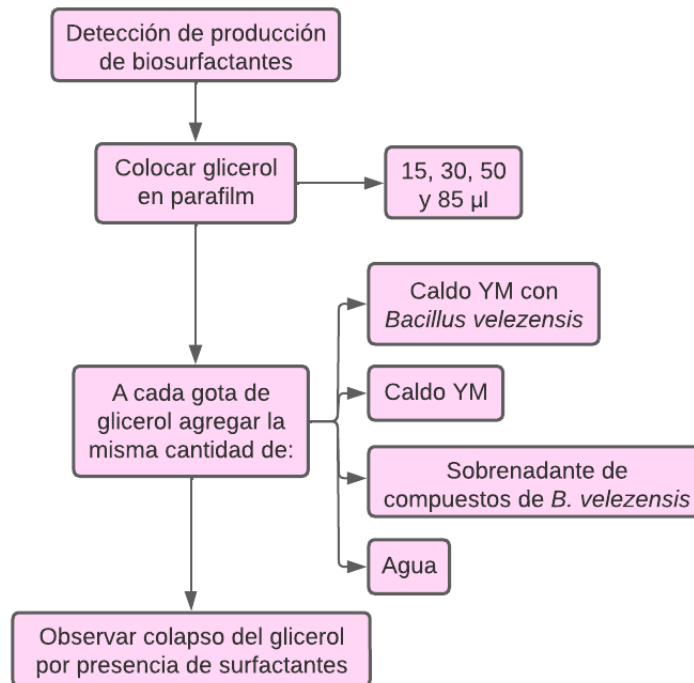 Detección de producción
de biosurfactantes
Colocar glicerol
en parafilm
15, 30, 50
y 85 µl
A cada gota de
glicerol agregar la
misma cantidad de:
Caldo YM con
Bacillus velezensis
Caldo YM
Sobrenadante de
compuestos de B. velezensis
Agua
Observar colapso del glicerol
por presencia de surfactantes